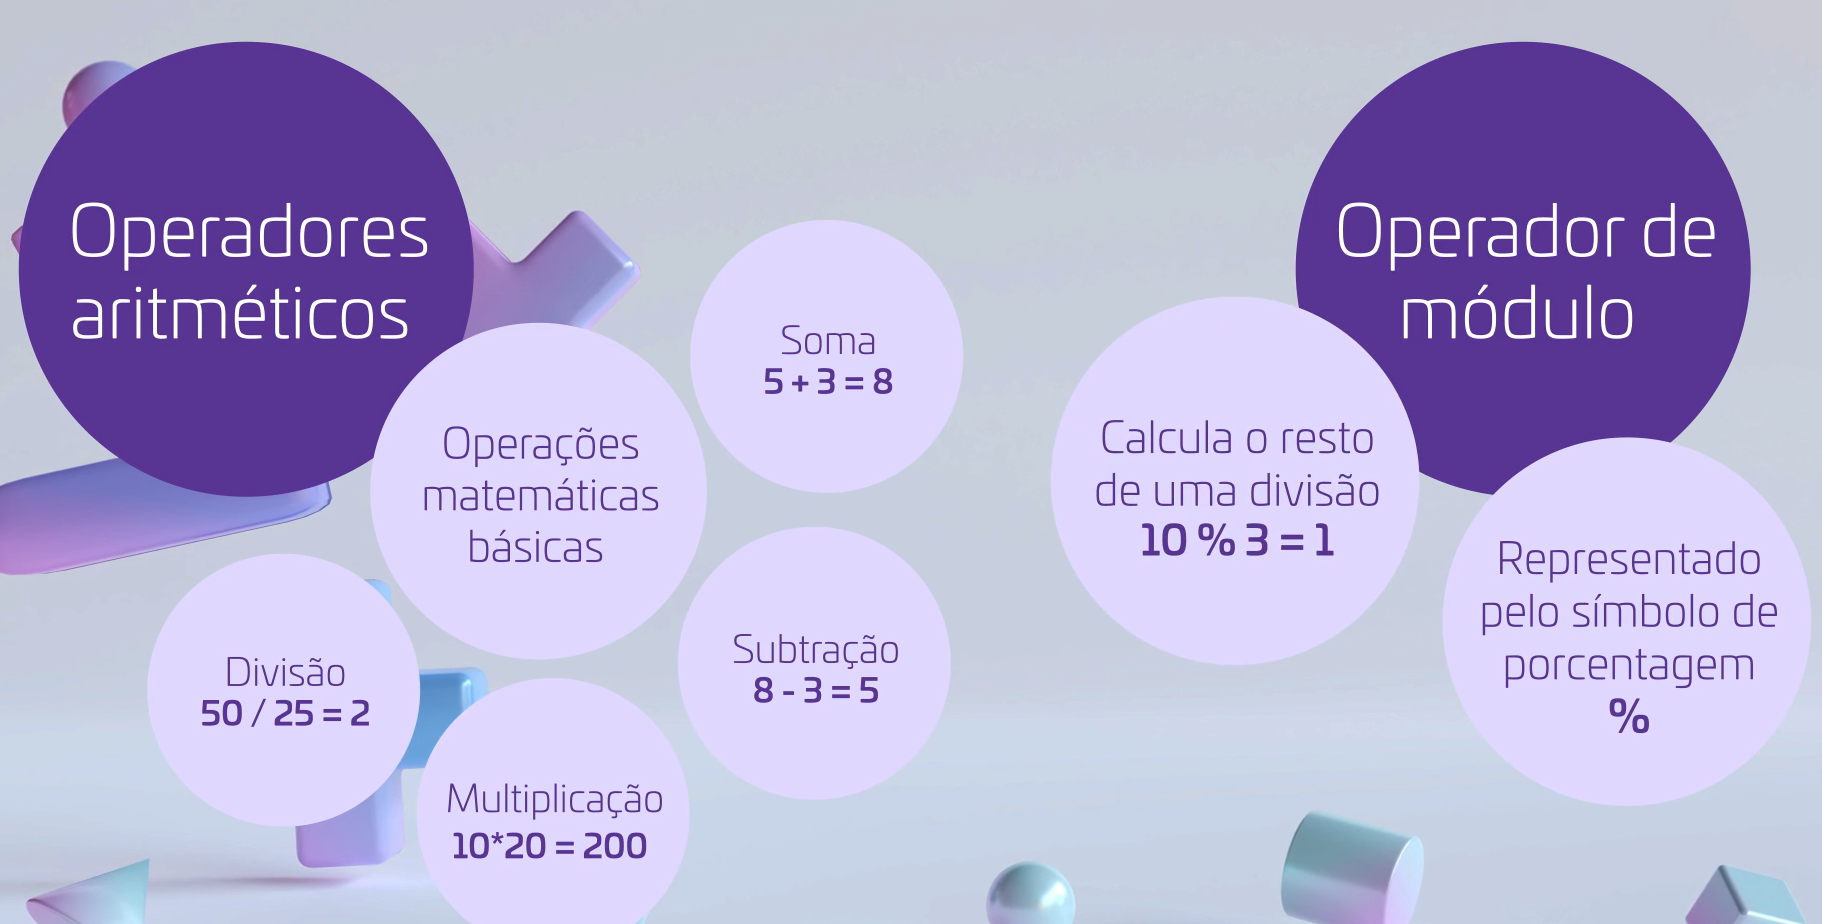 Operadores
aritméticos
Operações
matemáticas
básicas
Soma
5 + 3 = 8
Subtração
8 - 3 = 5
Divisão
50 / 25 = 2
Multiplicação
10*20 = 200
Operador de
módulo
Calcula o resto
de uma divisão
10 % 3 = 1
Representado
pelo símbolo de
porcentagem
%